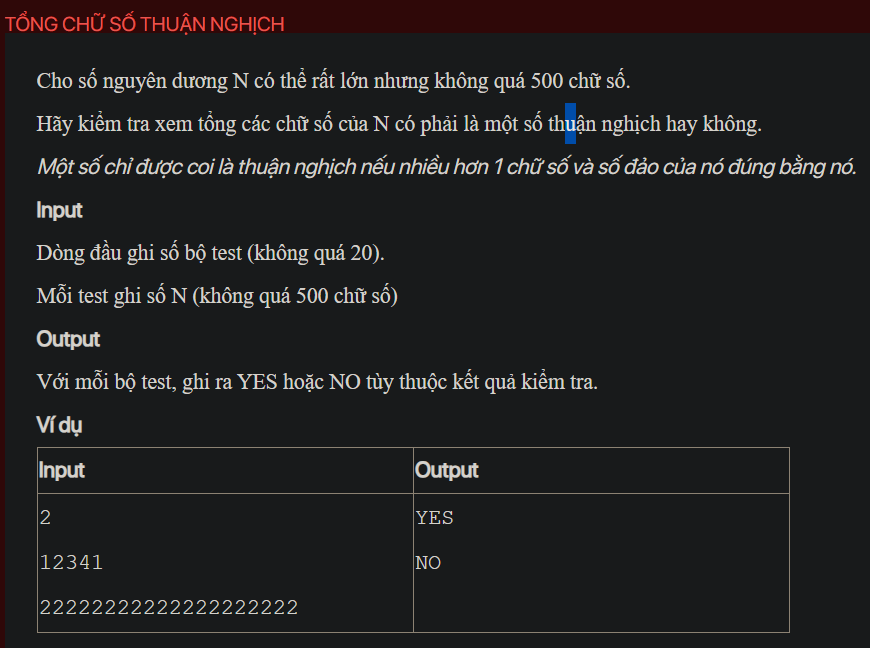 TỔNG CHỮ SỐ THUẬN NGHỊCH
Cho số nguyên dương N có thể rất lớn nhưng không quá 500 chữ số.
Hãy kiểm tra xem tổng các chữ số của N có phải là một số thuận nghịch hay không.
Một số chỉ được coi là thuận nghịch nếu nhiều hơn 1 chữ số và số đảo của nó đúng bằng nó.
Input
Dòng đầu ghi số bộ test (không quá 20).
Mỗi test ghi số N (không quá 500 chữ số)
Output
Với mỗi bộ test, ghi ra YES hoặc NO tùy thuộc kết quả kiểm tra.
Ví dụ
Input Output
2 YES
12341 NO
22222222222222222222